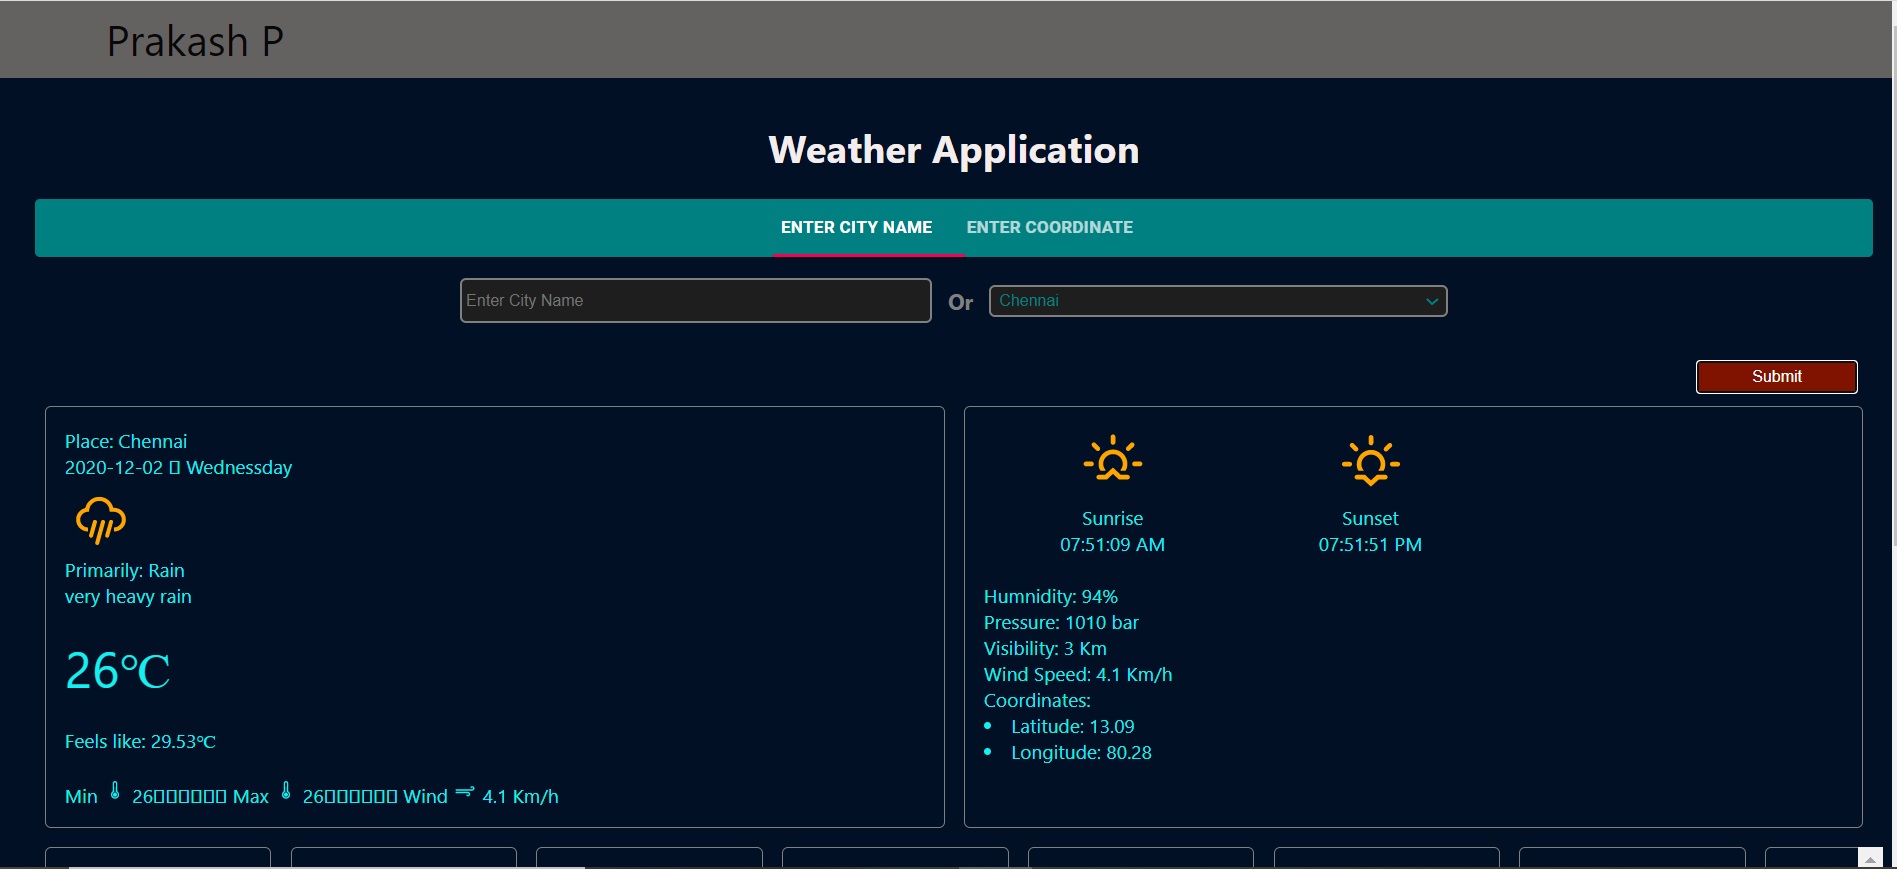 Prakash P
Weather Application
ENTER CITY NAME ENTER COORDINATE
Enter City Name Or Chennai
Submit
Place: Chennai
2020-12-02 ▯ Wednessday
Primarily: Rain
very heavy rain
26℃
Feels like: 29.53℃
Min 26▯▯▯▯▯▯ Max 26▯▯▯▯▯▯ Wind 4.1 Km/h
Sunrise
07:51:09 AM
Sunset
07:51:51 PM
Humnidity: 94%
Pressure: 1010 bar
Visibility: 3 Km
Wind Speed: 4.1 Km/h
Coordinates:
• Latitude: 13.09
• Longitude: 80.28